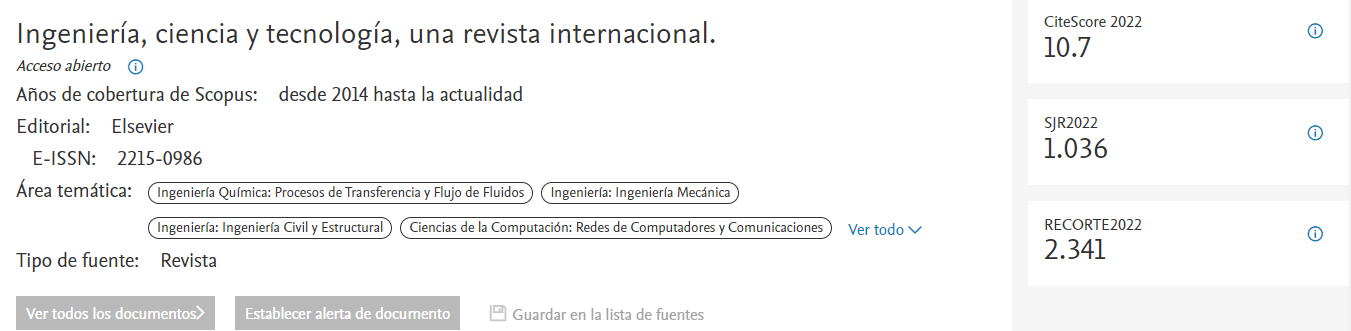 Ingeniería, ciencia y tecnología, una revista internacional.
Acceso abierto
Años de cobertura de Scopus: desde 2014 hasta la actualidad
Editorial: Elsevier
E-ISSN: 2215-0986
Área temática: Ingeniería Química: Procesos de Transferencia y Flujo de Fluidos Ingeniería: Ingeniería Mecánica
Ingeniería: Ingeniería Civil y Estructural Ciencias de la Computación: Redes de Computadores y Comunicaciones Ver todo
Tipo de fuente: Revista
Ver todos los documentos Establecer alerta de documento Guardar en la lista de fuentes
CiteScore 2022
10.7
SJR2022
1.036
RECORTE2022
2.341